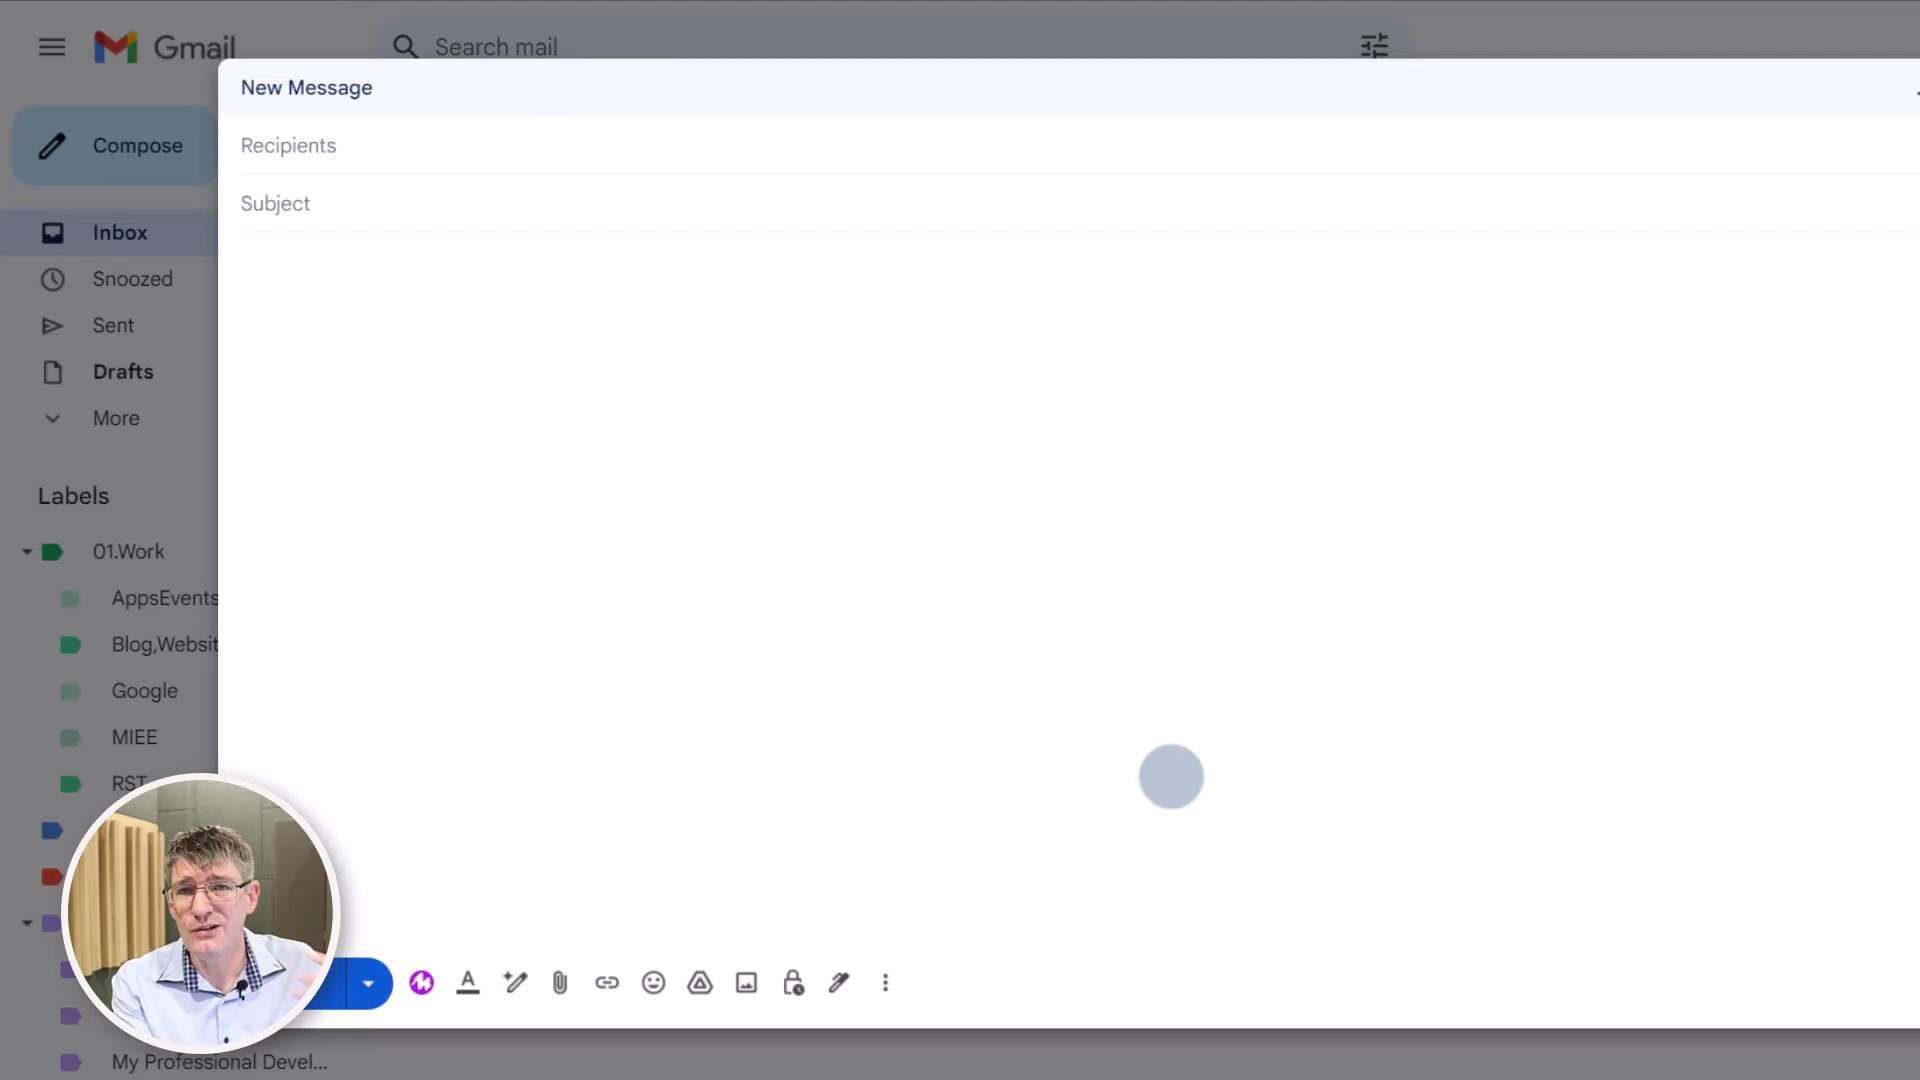 Gmail
Search mail
New Message
Recipients
Subject
Compose
Inbox
Snoozed
Sent
Drafts
More
Labels
01.Work
AppsEvents
Blog,Websit
Google
MIEE
RST
My Professional Devel...